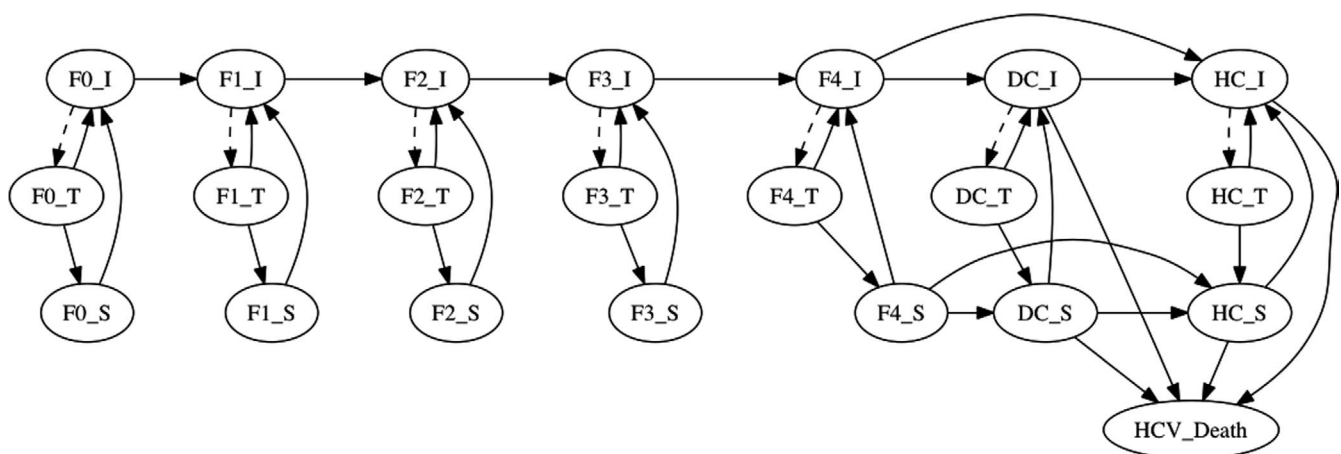 F0_I F1_I F2_I F3_I F4_I DC_I HC_I
F0_T F1_T F2_T F3_T F4_T DC_T HC_T
F0_S F1_S F2_S F3_S F4_S DC_S HC_S
HCV_Death